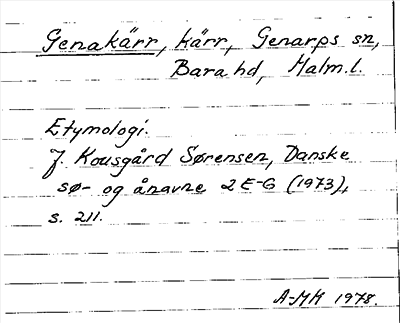 Genakärr, kärr, Genarps sn,
Bara hd, Malm.l.
Etymologi.
J. Kousgård Sørensen, Danske
sø- og ånavne 2 E-G (1973),
s. 211.
A-MH 1978.